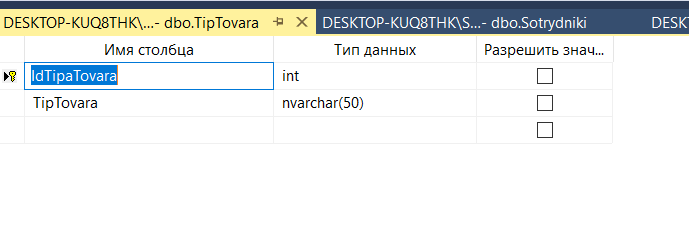 DESKTOP-KUQ8THK\...- dbo.TipTovara DESKTOP-KUQ8THK\S...- dbo.Sotrydniki DESK
Имя столбца Тип данных Разрешить знач...
IdTipaTovara int
TipTovara nvarchar(50)